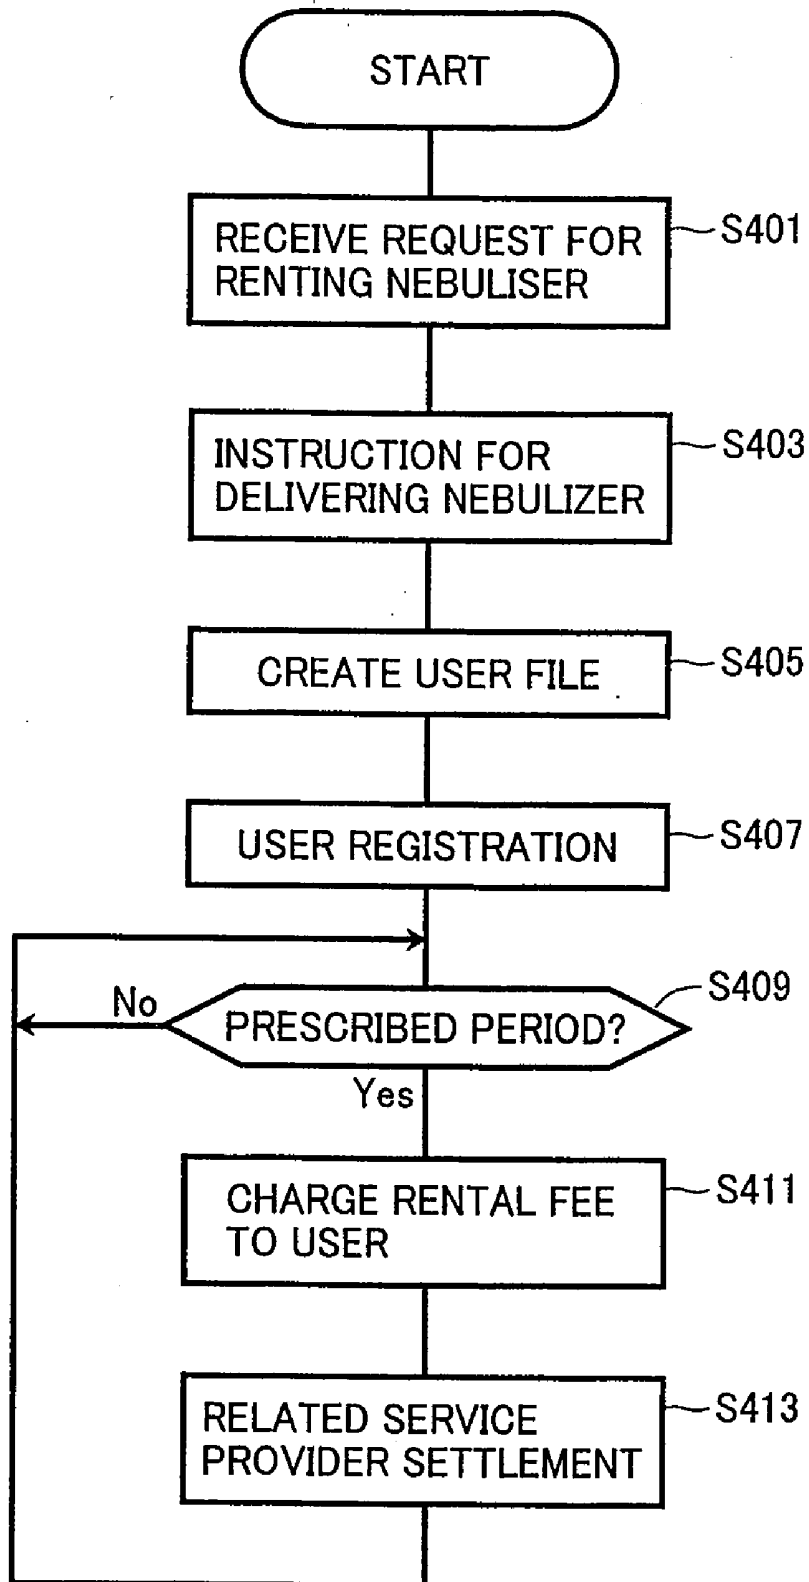 START
RECEIVE REQUEST FOR
RENTING NEBULISER
S401
INSTRUCTION FOR
DELIVERING NEBULIZER
S403
CREATE USER FILE
S405
USER REGISTRATION
S407
PRESCRIBED PERIOD?
S409
No
Yes
CHARGE RENTAL FEE
TO USER
S411
RELATED SERVICE
PROVIDER SETTLEMENT
S413